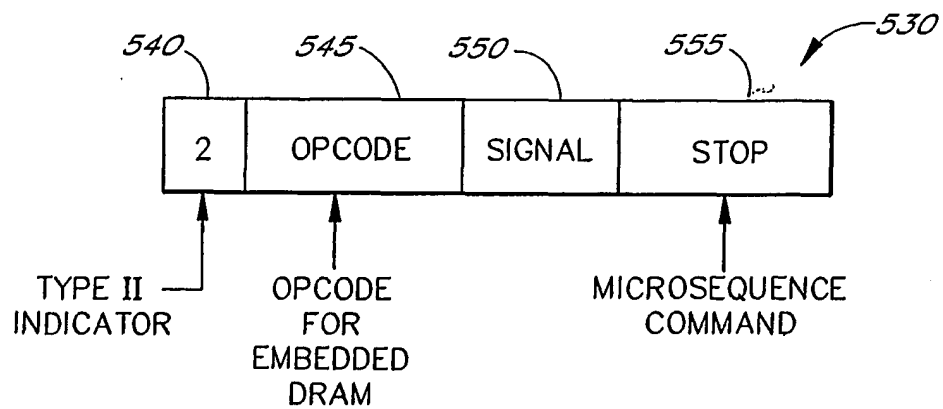 540 545 550 555 530
2 OPCODE SIGNAL STOP
TYPE II
INDICATOR
OPCODE
FOR
EMBEDDED
DRAM
MICROSEQUENCE
COMMAND